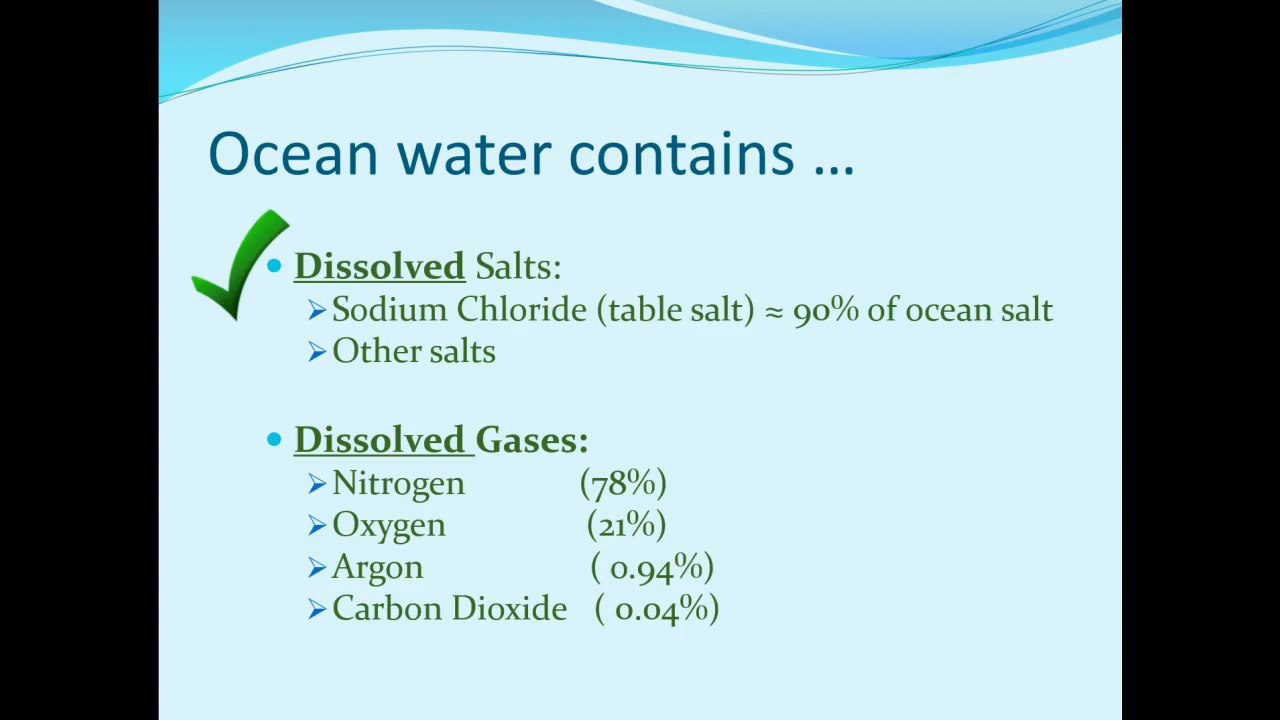 Ocean water contains ...
Dissolved Salts:
Sodium Chloride (table salt) ≈ 90% of ocean salt
Other salts
Dissolved Gases:
Nitrogen (78%)
Oxygen (21%)
Argon ( 0.94%)
Carbon Dioxide ( 0.04%)